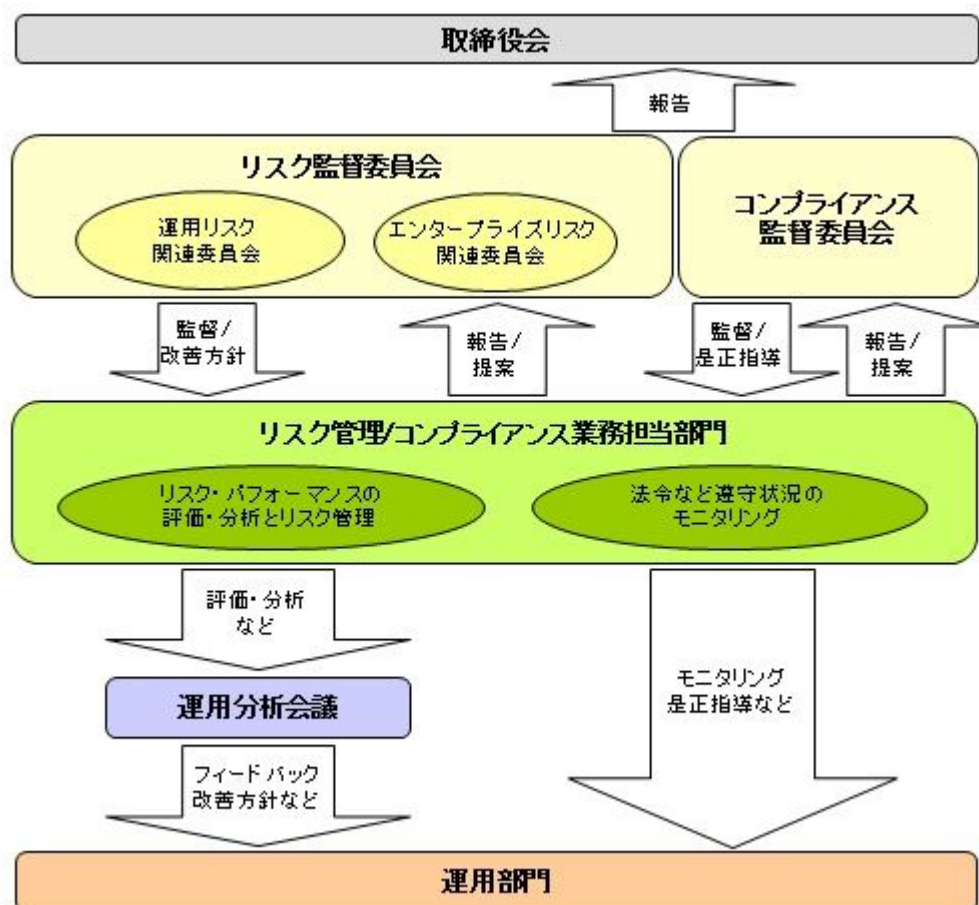 取締役会
報告
リスク監督委員会
運用リスク
関連委員会
エンタープライズリスク
関連委員会
コンプライアンス
監督委員会
監督/
改善方針
報告/
提案
監督/
是正指導
報告/
提案
リスク管理/コンプライアンス業務担当部門
リスク・パフォーマンスの
評価・分析とリスク管理
法令など遵守状況の
モニタリング
評価・分析
など
運用分析会議
モニタリング
是正指導など
フィードバック
改善方針など
運用部門